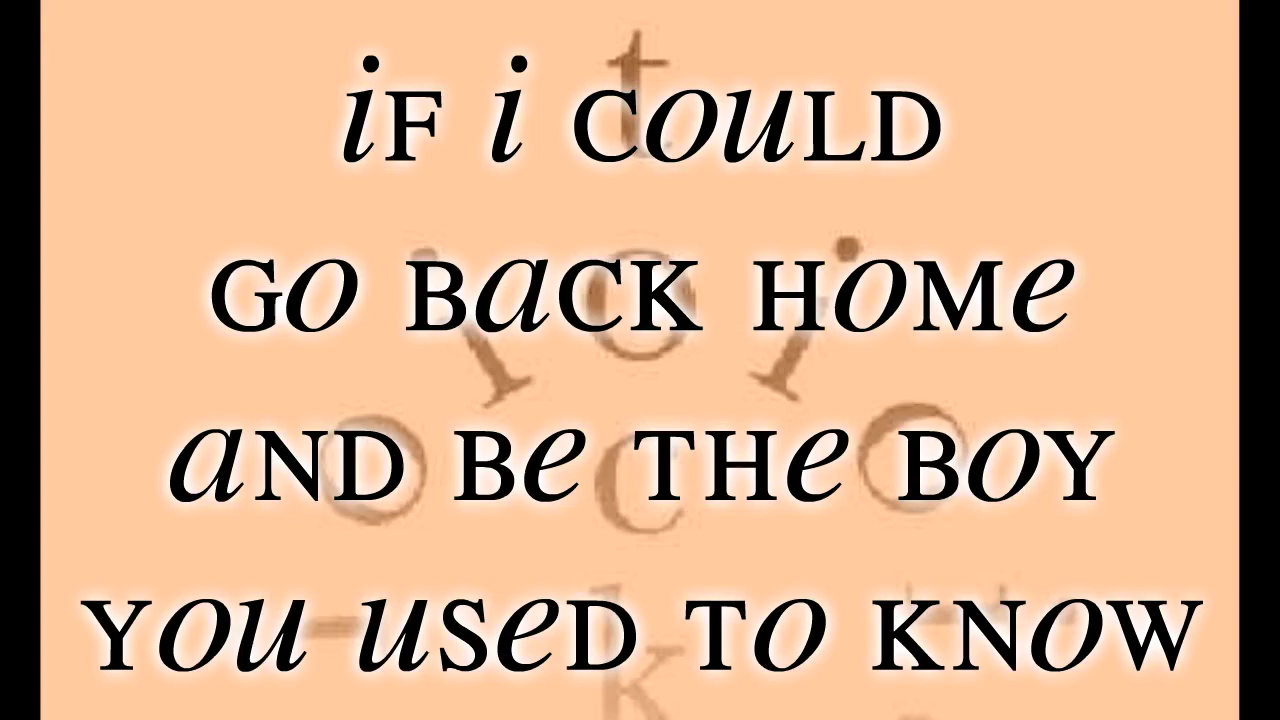 iF i CouLD
Go BaCK HoMe
aND Be THe BoY
You useD To KNoW
t
i o i
o c o
k